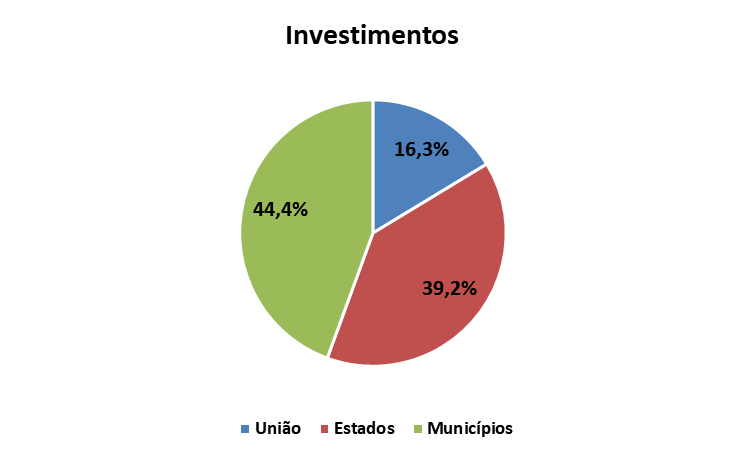 Investimentos
16,3%
44,4%
39,2%
União Estados Municípios